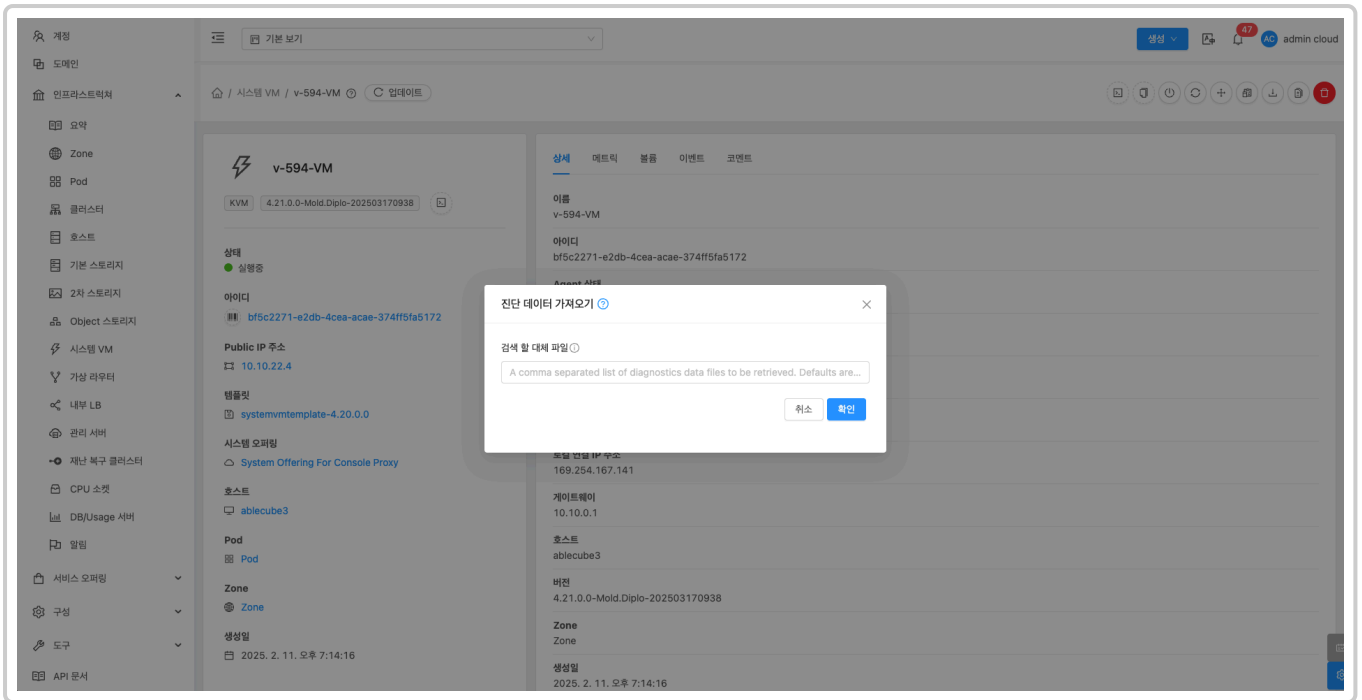 계정
도메인
인프라스트럭쳐
요약
Zone
Pod
클러스터
호스트
기본 스토리지
2차 스토리지
Object 스토리지
시스템 VM
가상 라우터
내부 LB
관리 서버
재난 복구 클러스터
CPU 소켓
DB/Usage 서버
알림
서비스 오퍼링
구성
도구
API 문서
기본 보기
생성
47
AC admin cloud
/ 시스템 VM / v-594-VM 업데이트
v-594-VM
KVM 4.21.0.0-Mold.Diplo-202503170938
상태
실행중
아이디
bf5c2271-e2db-4cea-acae-374ff5fa5172
Public IP 주소
10.10.22.4
템플릿
systemvmtemplate-4.20.0.0
시스템 오퍼링
System Offering For Console Proxy
호스트
ablecube3
Pod
Pod
Zone
Zone
생성일
2025. 2. 11. 오후 7:14:16
상세 메트릭 볼륨 이벤트 코멘트
이름
v-594-VM
아이디
bf5c2271-e2db-4cea-acae-374ff5fa5172
Agent 상태
진단 데이터 가져오기
검색 할 대체 파일
A comma separated list of diagnostics data files to be retrieved. Defaults are...
취소 확인
로컬 연결 IP 주소
169.254.167.141
게이트웨이
10.10.0.1
호스트
ablecube3
버전
4.21.0.0-Mold.Diplo-202503170938
Zone
Zone
생성일
2025. 2. 11. 오후 7:14:16